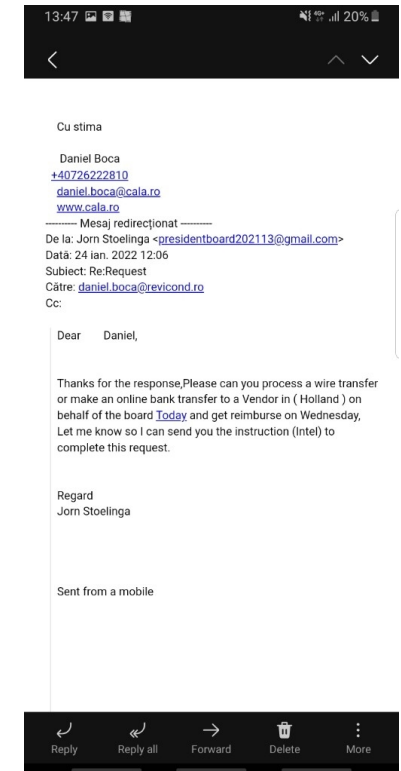 13:47 20%
Cu stima
Daniel Boca
+40726222810
daniel.boca@cala.ro
www.cala.ro
---------- Mesaj redirecționat ----------
De la: Jorn Stoelinga <presidentboard202113@gmail.com>
Dată: 24 ian. 2022 12:06
Subiect: Re:Request
Către: daniel.boca@revicond.ro
Cc:
Dear Daniel,
Thanks for the response,Please can you process a wire transfer
or make an online bank transfer to a Vendor in ( Holland ) on
behalf of the board Today and get reimburse on Wednesday,
Let me know so I can send you the instruction (Intel) to
complete this request.
Regard
Jorn Stoelinga
Sent from a mobile
Reply Reply all Forward Delete More